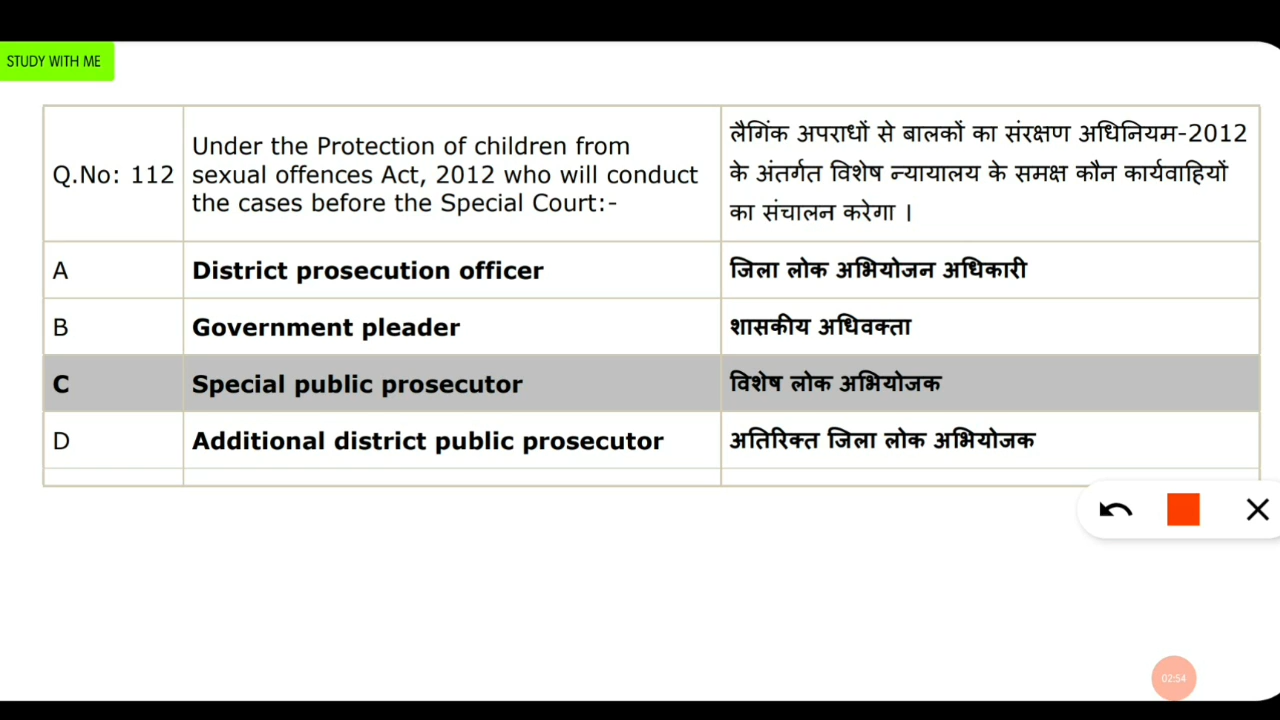 STUDY WITH ME
Q.No: 112
Under the Protection of children from
sexual offences Act, 2012 who will conduct
the cases before the Special Court:-
लैगिंक अपराधों से बालकों का संरक्षण अधिनियम-2012
के अंतर्गत विशेष न्यायालय के समक्ष कौन कार्यवाहियों
का संचालन करेगा ।
A
District prosecution officer
जिला लोक अभियोजन अधिकारी
B
Government pleader
शासकीय अधिवक्ता
C
Special public prosecutor
विशेष लोक अभियोजक
D
Additional district public prosecutor
अतिरिक्त जिला लोक अभियोजक
02:54